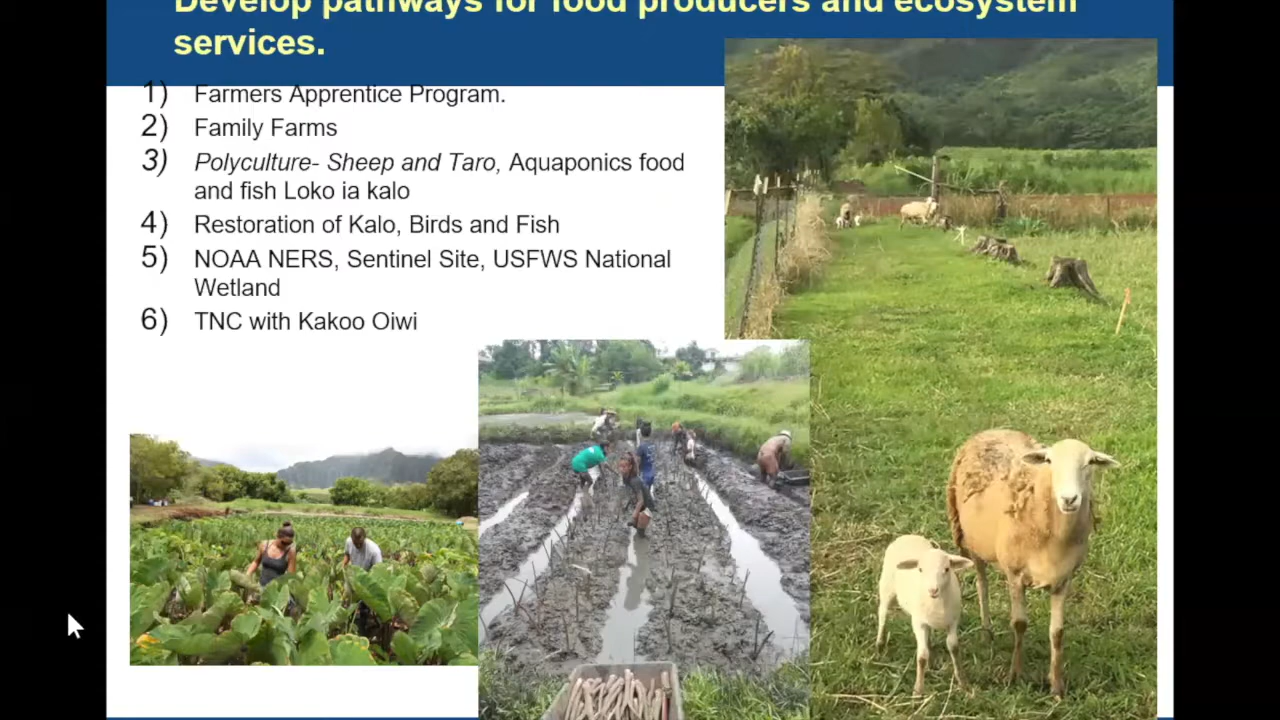 Develop pathways for food producers and ecosystem
services.
1) Farmers Apprentice Program.
2) Family Farms
3) Polyculture- Sheep and Taro, Aquaponics food
and fish Loko ia kalo
4) Restoration of Kalo, Birds and Fish
5) NOAA NERS, Sentinel Site, USFWS National
Wetland
6) TNC with Kakoo Oiwi